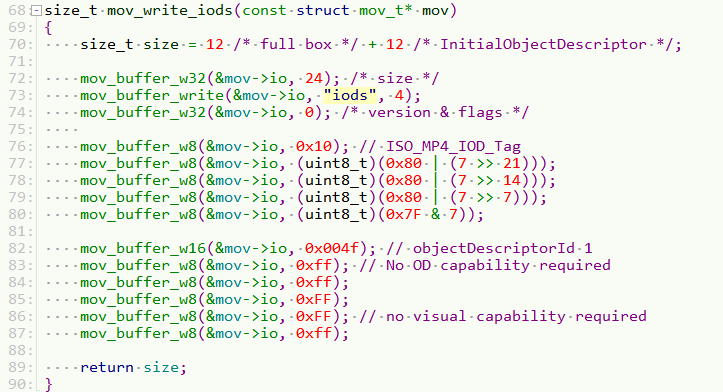 68: size_t mov_write_iods(const struct mov_t* mov)
69: {
70: size_t size = 12 /* full box */ + 12 /* InitialObjectDescriptor */;
71:
72: mov_buffer_w32(&mov->io, 24); /* size */
73: mov_buffer_write(&mov->io, "iods", 4);
74: mov_buffer_w32(&mov->io, 0); /* version & flags */
75:
76: mov_buffer_w8(&mov->io, 0x10); // ISO_MP4_IOD_Tag
77: mov_buffer_w8(&mov->io, (uint8_t)(0x80 | (7 >> 21)));
78: mov_buffer_w8(&mov->io, (uint8_t)(0x80 | (7 >> 14)));
79: mov_buffer_w8(&mov->io, (uint8_t)(0x80 | (7 >> 7)));
80: mov_buffer_w8(&mov->io, (uint8_t)(0x7F & 7));
81:
82: mov_buffer_w16(&mov->io, 0x004f); // objectDescriptorId 1
83: mov_buffer_w8(&mov->io, 0xff); // No OD capability required
84: mov_buffer_w8(&mov->io, 0xff);
85: mov_buffer_w8(&mov->io, 0xFF);
86: mov_buffer_w8(&mov->io, 0xFF); // no visual capability required
87: mov_buffer_w8(&mov->io, 0xff);
88:
89: return size;
90: }